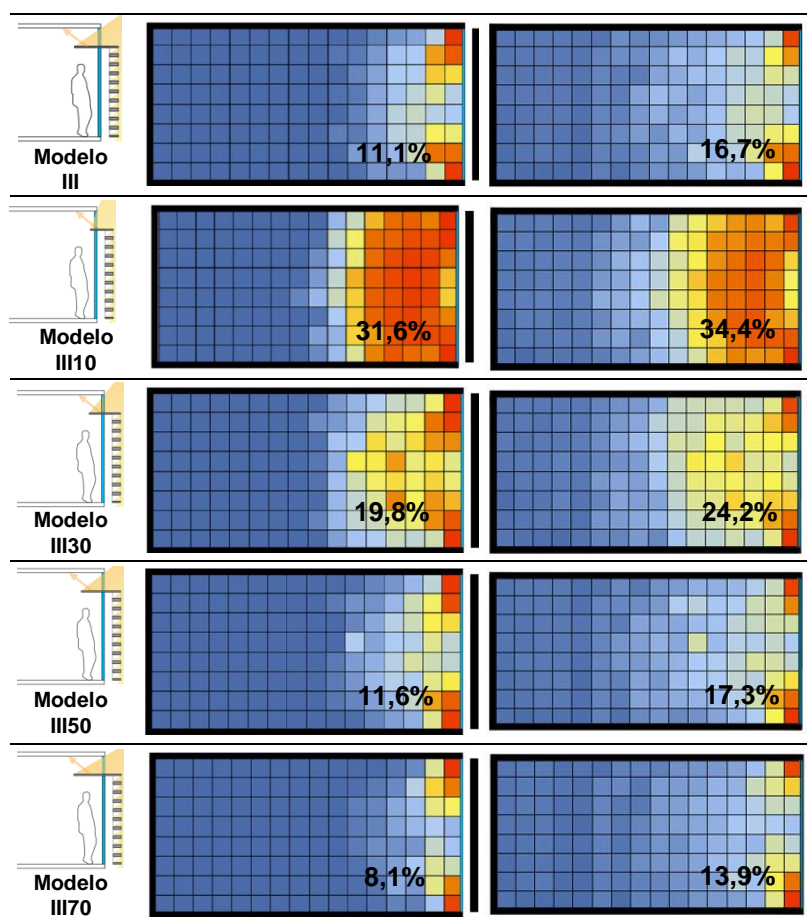 Modelo
III
11,1%
16,7%
Modelo
III10
31,6%
34,4%
Modelo
III30
19,8%
24,2%
Modelo
III50
11,6%
17,3%
Modelo
III70
8,1%
13,9%